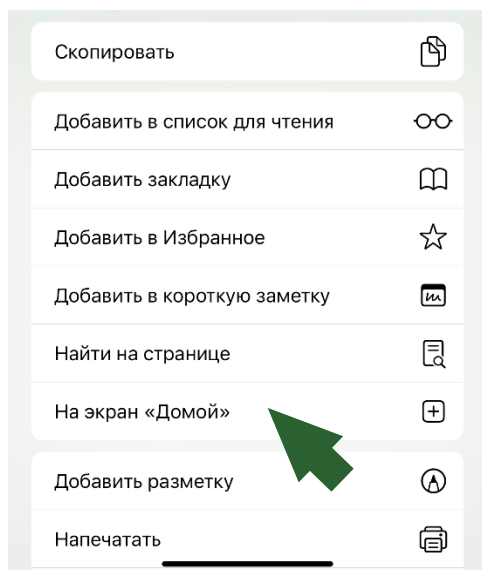 Скопировать
Добавить в список для чтения
Добавить закладку
Добавить в Избранное
Добавить в короткую заметку
Найти на странице
На экран «Домой»
Добавить разметку
Напечатать